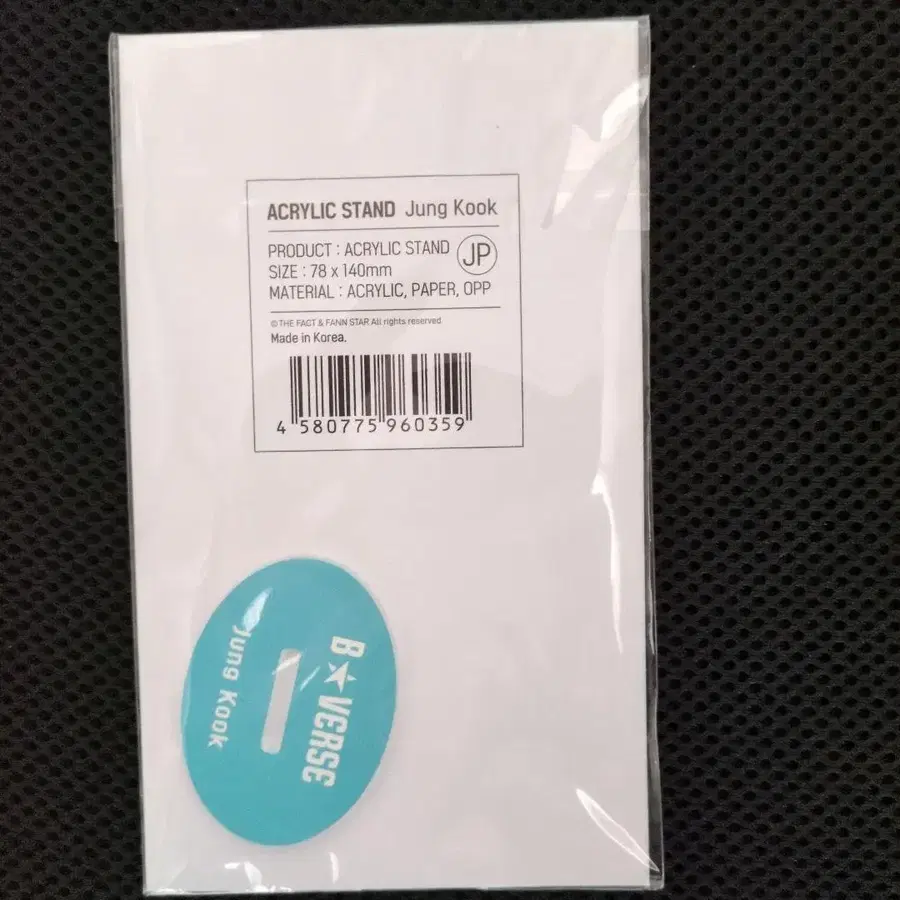 ACRYLIC STAND Jung Kook
PRODUCT : ACRYLIC STAND JP
SIZE : 78 x 140mm
MATERIAL : ACRYLIC, PAPER, OPP
© THE FACT & FANN STAR All rights reserved
Made in Korea.
4 580775 960359
B★VERSE
Jung Kook